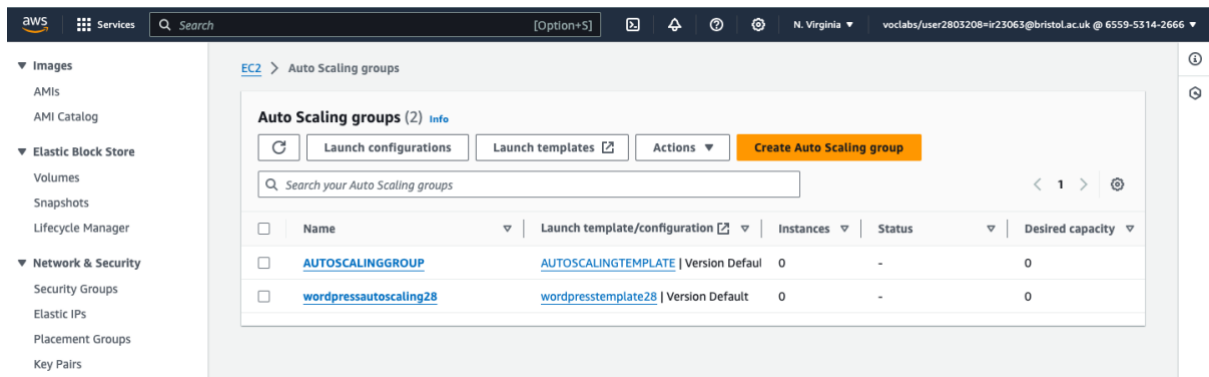 aws Services Search [Option+S] N. Virginia voclabs/user2803208=ir23063@bristol.ac.uk @ 6559-5314-2666
Images
AMIs
AMI Catalog
Elastic Block Store
Volumes
Snapshots
Lifecycle Manager
Network & Security
Security Groups
Elastic IPs
Placement Groups
Key Pairs
EC2 > Auto Scaling groups
Auto Scaling groups (2) Info
Launch configurations Launch templates Actions Create Auto Scaling group
Search your Auto Scaling groups
< 1 >
Name Launch template/configuration Instances Status Desired capacity
AUTOSCALINGGROUP AUTOSCALINGTEMPLATE | Version Defaul 0 - 0
wordpressautoscaling28 wordpresstemplate28 | Version Default 0 - 0